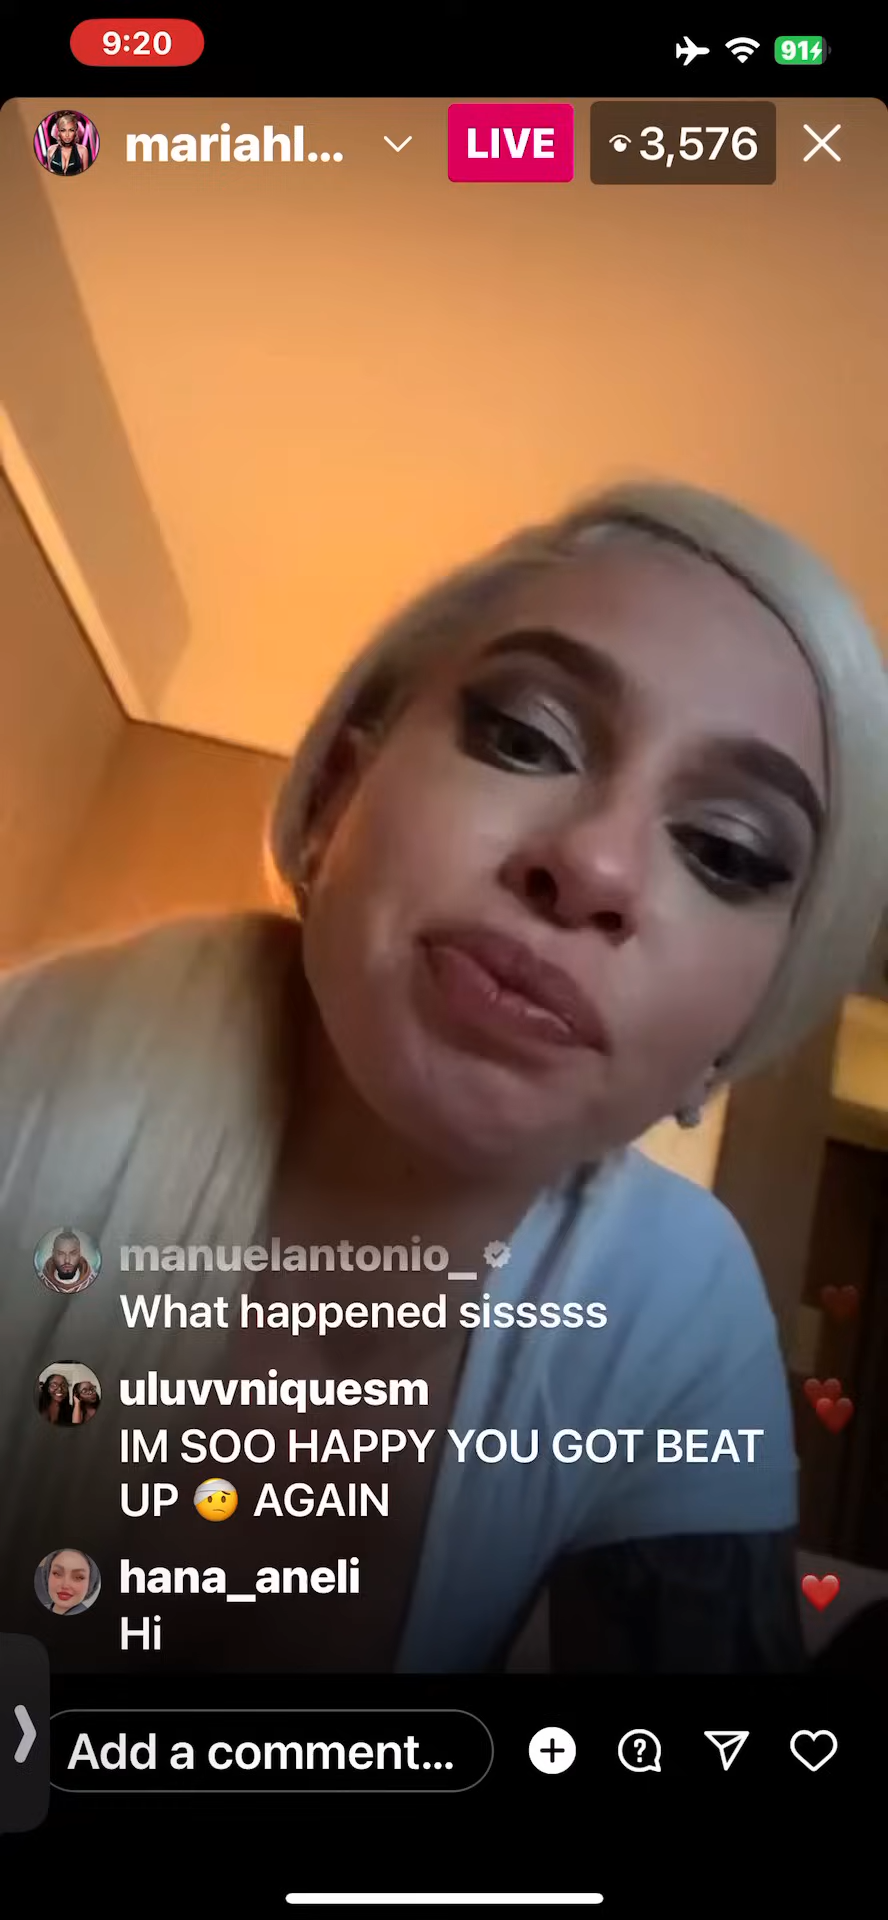 9:20
91
mariahl...
LIVE
3,576
manuelantonio_
What happened sisssss
uluvvniquesm
IM SOO HAPPY YOU GOT BEAT
UP 🤕 AGAIN
hana_aneli
Hi
Add a comment...